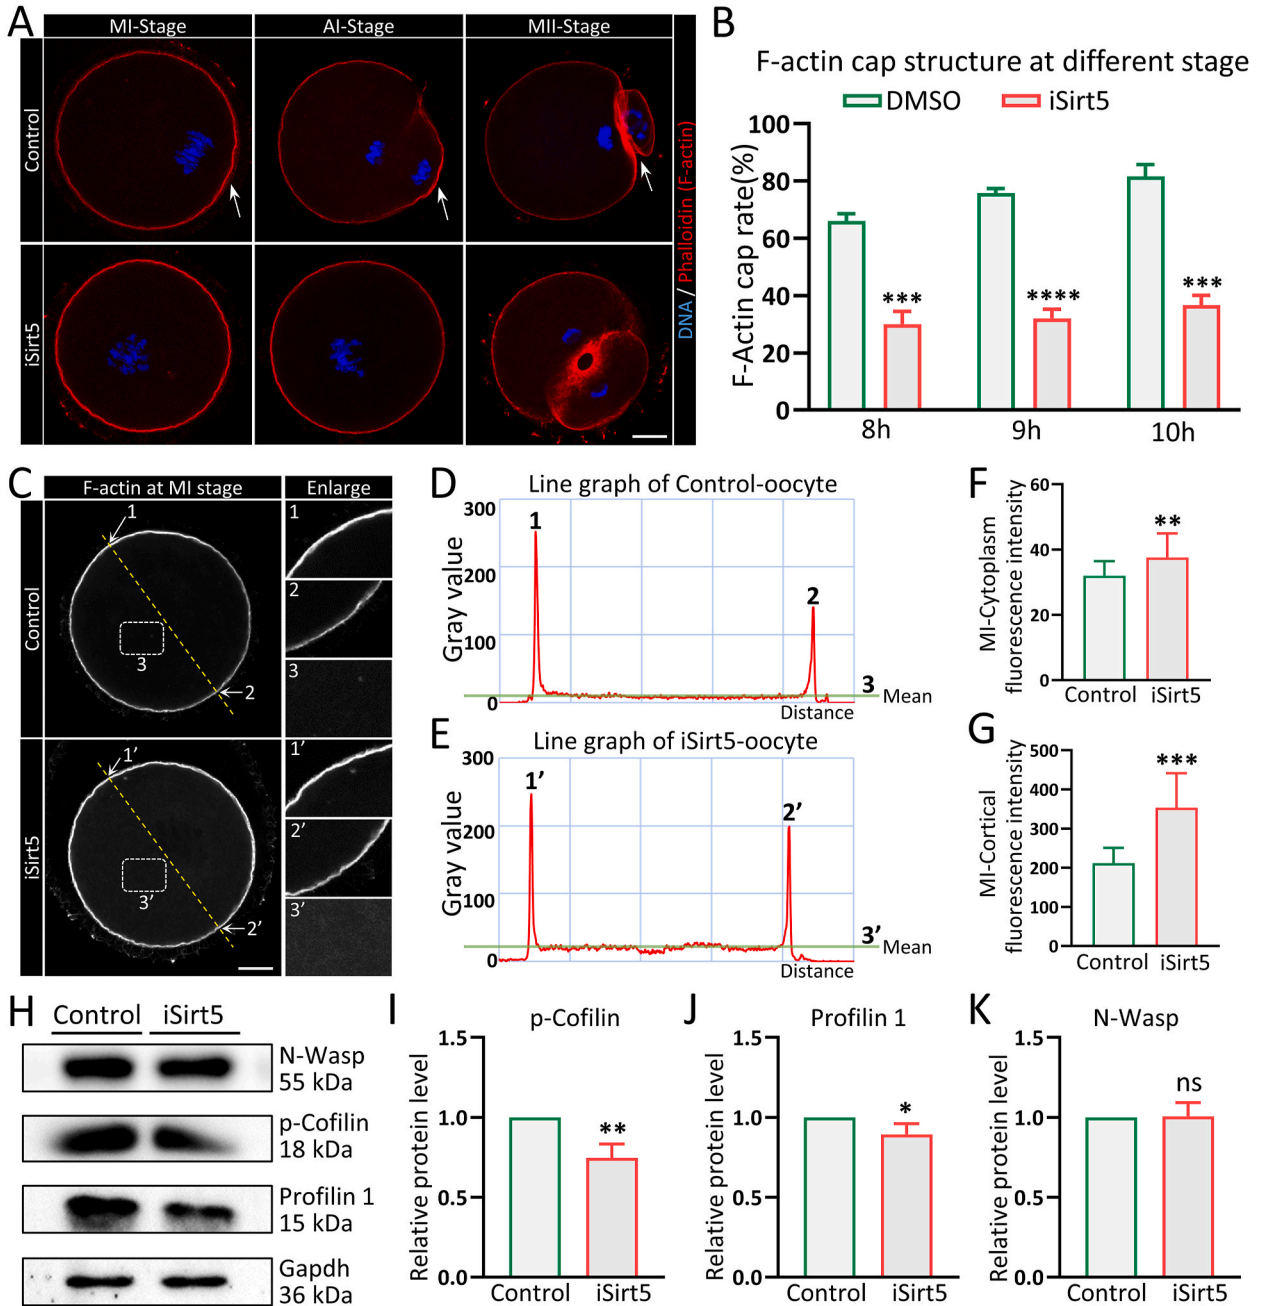 A
MI-Stage
AI-Stage
MII-Stage
Control
iSirt5
DNA / Phalloidin (F-actin)
B
F-actin cap structure at different stage
DMSO
iSirt5
F-Actin cap rate(%)
100
80
60
40
20
0
***
****
***
8h
9h
10h
C
F-actin at MI stage
Enlarge
Control
iSirt5
1
2
3
1
2
3
1'
2'
3'
1'
2'
3'
D
Line graph of Control-oocyte
Gray value
300
200
100
0
1
2
3
Mean
Distance
E
Line graph of iSirt5-oocyte
Gray value
300
200
100
0
1'
2'
3'
Mean
Distance
F
MI-Cytoplasm
fluorescence intensity
60
40
20
0
**
Control
iSirt5
G
MI-Cortical
fluorescence intensity
500
400
300
200
100
0
***
Control
iSirt5
H
Control
iSirt5
N-Wasp
55 kDa
p-Cofilin
18 kDa
Profilin 1
15 kDa
Gapdh
36 kDa
I
p-Cofilin
Relative protein level
1.5
1.0
0.5
0.0
**
Control
iSirt5
J
Profilin 1
Relative protein level
1.5
1.0
0.5
0.0
*
Control
iSirt5
K
N-Wasp
Relative protein level
1.5
1.0
0.5
0.0
ns
Control
iSirt5